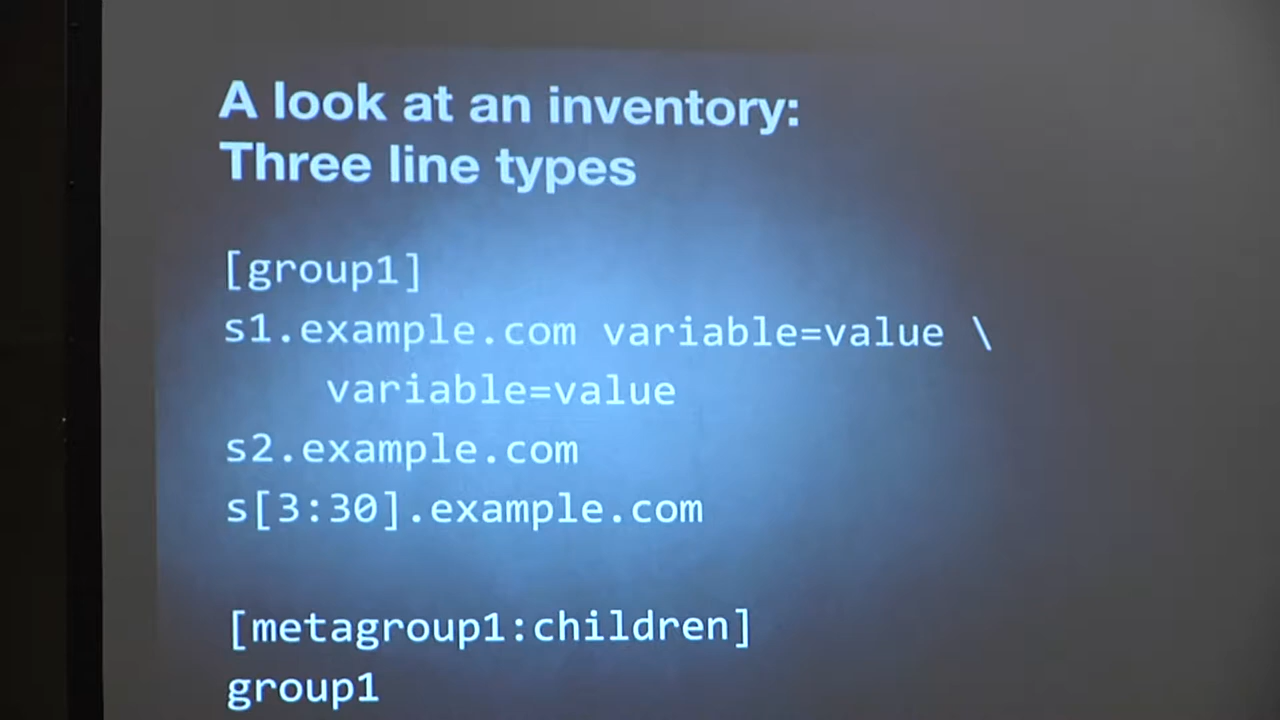 A look at an inventory:
Three line types
[group1]
s1.example.com variable=value \
variable=value
s2.example.com
s[3:30].example.com
[metagroup1:children]
group1